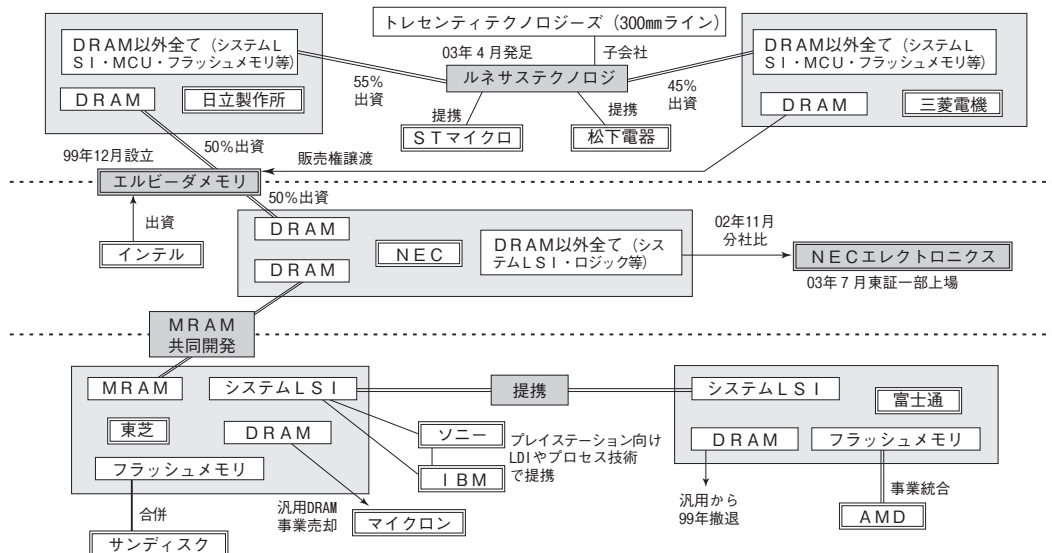 トレセンティテクノロジーズ（300㎜ライン）
03年４月発足
子会社
ルネサステクノロジ
55%
出資
45%
出資
提携
提携
ＳＴマイクロ
松下電器
ＤＲＡＭ以外全て（システムＬ
ＳＩ・ＭＣＵ・フラッシュメモリ等）
ＤＲＡＭ
日立製作所
ＤＲＡＭ以外全て（システムＬ
ＳＩ・ＭＣＵ・フラッシュメモリ等）
ＤＲＡＭ
三菱電機
50%出資
99年12月設立
販売権譲渡
エルビーダメモリ
50%出資
出資
インテル
ＤＲＡＭ
ＤＲＡＭ
ＮＥＣ
ＤＲＡＭ以外全て（シス
テムＬＳＩ・ロジック等）
02年11月
分社比
ＮＥＣエレクトロニクス
03年７月東証一部上場
ＭＲＡＭ
共同開発
ＭＲＡＭ
システムＬＳＩ
東芝
ＤＲＡＭ
フラッシュメモリ
合併
サンディスク
汎用DRAM
事業売却
マイクロン
ソニー
ＩＢＭ
プレイステーション向け
LDIやプロセス技術
で提携
提携
システムＬＳＩ
富士通
ＤＲＡＭ
フラッシュメモリ
汎用から
99年撤退
事業統合
ＡＭＤ